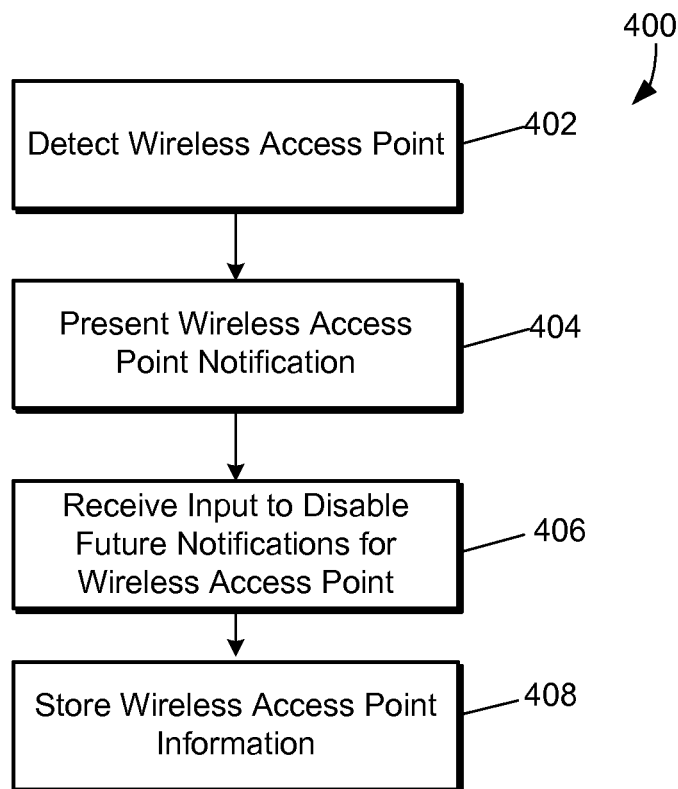 400
Detect Wireless Access Point
402
Present Wireless Access
Point Notification
404
Receive Input to Disable
Future Notifications for
Wireless Access Point
406
Store Wireless Access Point
Information
408